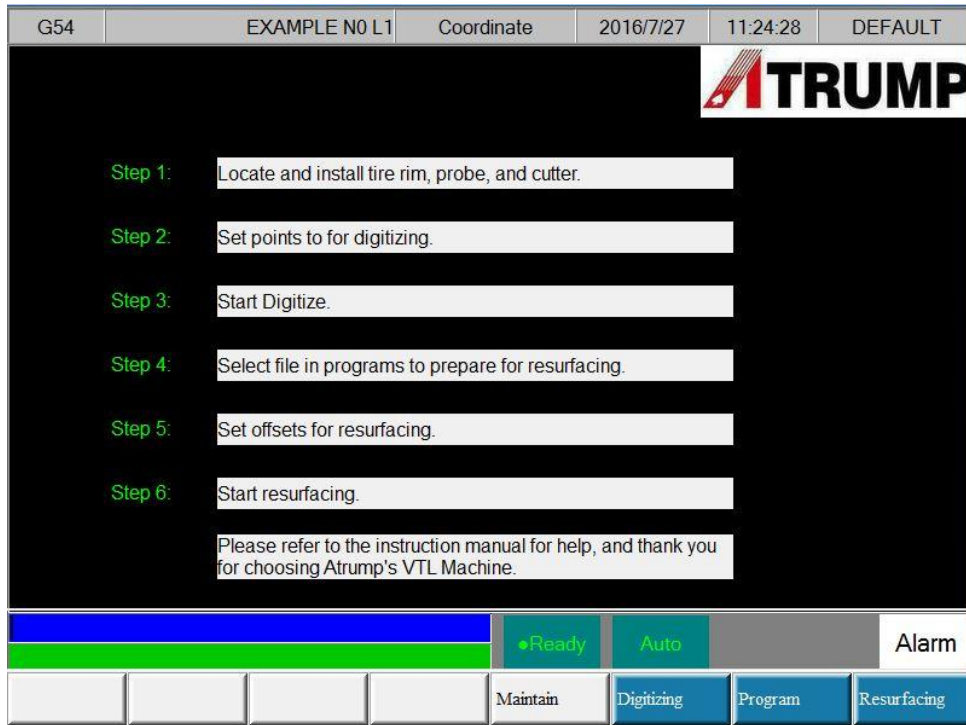 G54 EXAMPLE N0 L1 Coordinate 2016/7/27 11:24:28 DEFAULT
ATRUMP
Step 1: Locate and install tire rim, probe, and cutter.
Step 2: Set points to for digitizing.
Step 3: Start Digitize.
Step 4: Select file in programs to prepare for resurfacing.
Step 5: Set offsets for resurfacing.
Step 6: Start resurfacing.
Please refer to the instruction manual for help, and thank you
for choosing Atrump's VTL Machine.
●Ready Auto Alarm
Maintain Digitizing Program Resurfacing